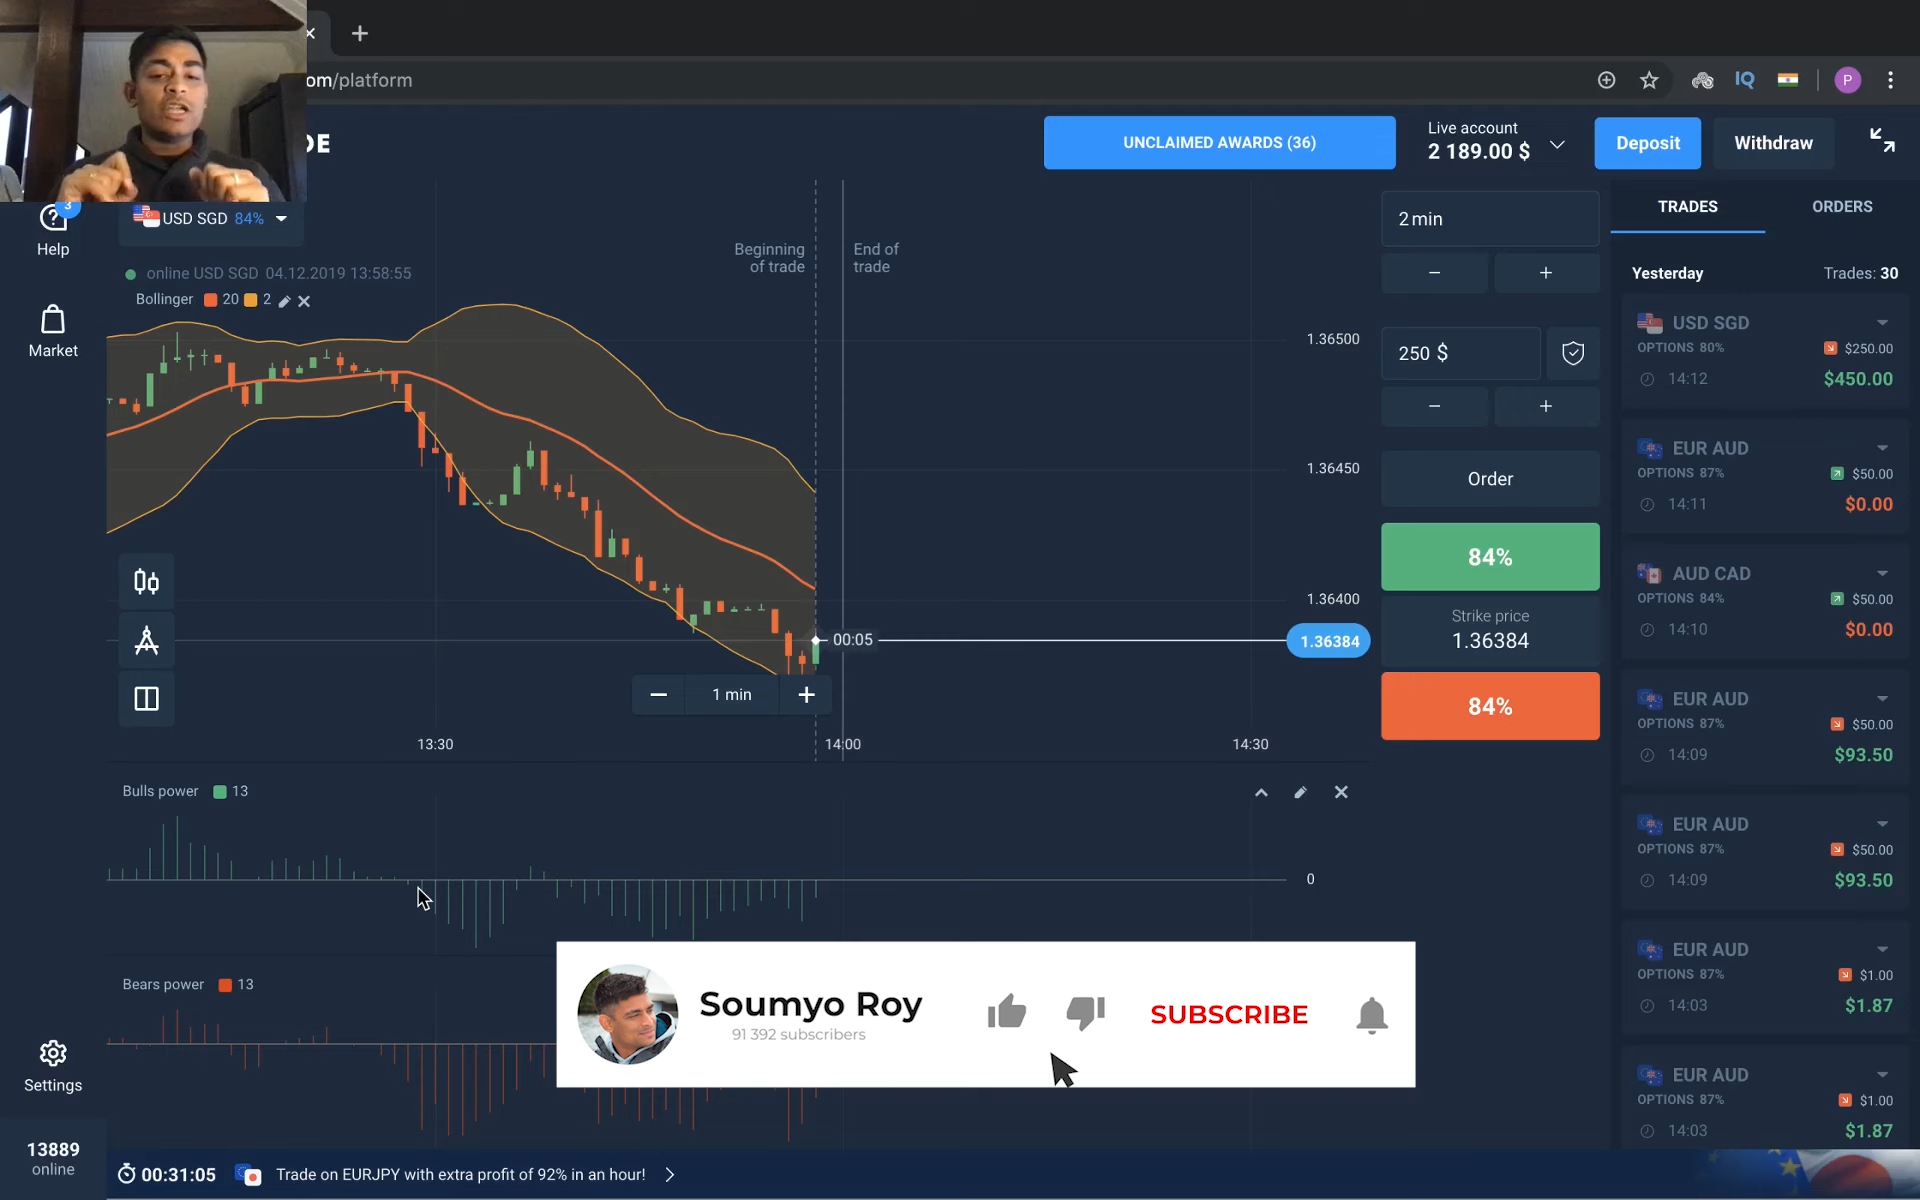 om/platform
P
IQ
DE
UNCLAIMED AWARDS (36)
Live account
2 189.00 $
Deposit
Withdraw
3
Help
Market
Settings
13889
online
USD SGD 84%
online USD SGD 04.12.2019 13:58:55
Bollinger 20 2
Beginning
of trade
End of
trade
1.36500
1.36450
1.36400
00:05
1.36384
1 min
13:30
14:00
14:30
Bulls power 13
0
Bears power 13
2 min
− +
250 $
− +
Order
84%
Strike price
1.36384
84%
TRADES
ORDERS
Yesterday
Trades: 30
USD SGD
OPTIONS 80% $250.00
14:12 $450.00
EUR AUD
OPTIONS 87% $50.00
14:11 $0.00
AUD CAD
OPTIONS 84% $50.00
14:10 $0.00
EUR AUD
OPTIONS 87% $50.00
14:09 $93.50
EUR AUD
OPTIONS 87% $50.00
14:09 $93.50
EUR AUD
OPTIONS 87% $1.00
14:03 $1.87
EUR AUD
OPTIONS 87% $1.00
14:03 $1.87
Soumyo Roy
91 392 subscribers
SUBSCRIBE
00:31:05 Trade on EURJPY with extra profit of 92% in an hour!